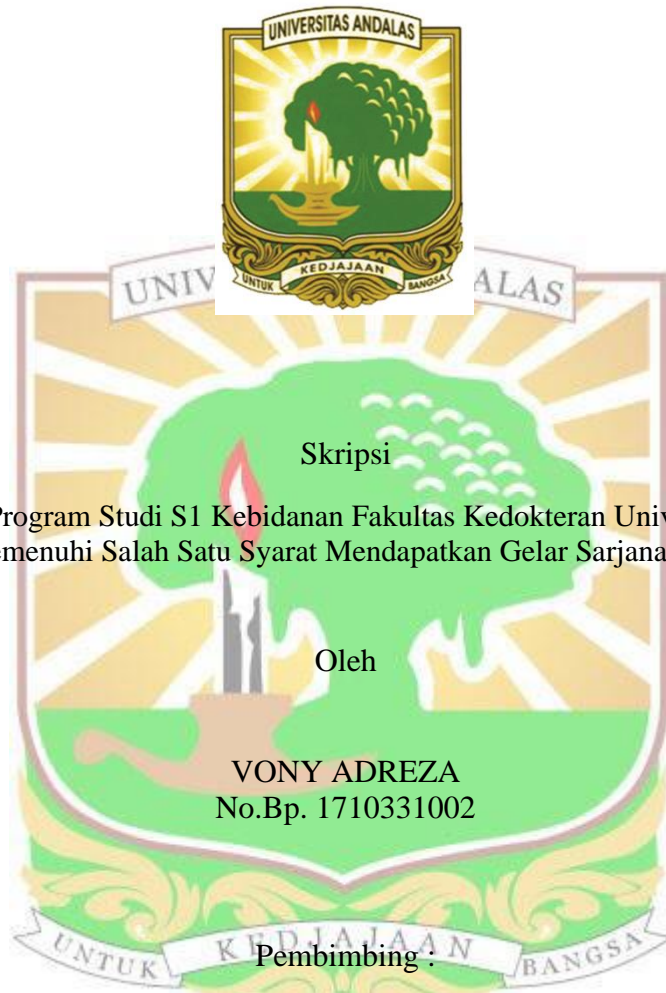 UNIVERSITAS ANDALAS
UNTUK KEDJAJAAN BANGSA
UNIV ALAS
Skripsi
Program Studi S1 Kebidanan Fakultas Kedokteran Univ
menuhi Salah Satu Syarat Mendapatkan Gelar Sarjana
Oleh
VONY ADREZA
No.Bp. 1710331002
Pembimbing :
UNTUK KEDJAJAAN BANGSA